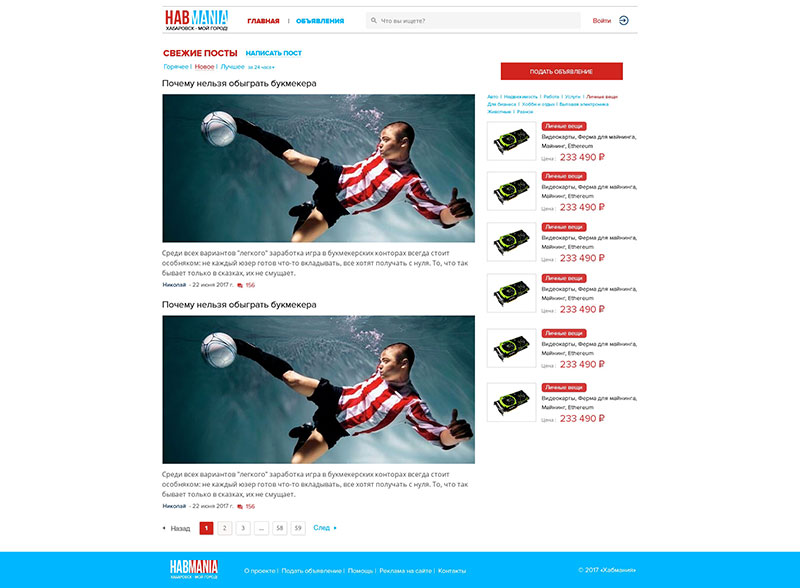 HABMANIA
ХАБАРОВСК - МОЙ ГОРОД!
ГЛАВНАЯ | ОБЪЯВЛЕНИЯ
Что вы ищете?
Войти
СВЕЖИЕ ПОСТЫ НАПИСАТЬ ПОСТ
Горячее | Новое | Лучшее за 24 часа
Почему нельзя обыграть букмекера
Среди всех вариантов "легкого" заработка игра в букмекерских конторах всегда стоит
особняком: не каждый юзер готов что-то вкладывать, все хотят получать с нуля. То, что так
бывает только в сказках, их не смущает.
Николай - 22 июня 2017 г. 156
Почему нельзя обыграть букмекера
Среди всех вариантов "легкого" заработка игра в букмекерских конторах всегда стоит
особняком: не каждый юзер готов что-то вкладывать, все хотят получать с нуля. То, что так
бывает только в сказках, их не смущает.
Николай - 22 июня 2017 г. 156
Назад 1 2 3 ... 58 59 След
ПОДАТЬ ОБЪЯВЛЕНИЕ
Авто | Недвижимость | Работа | Услуги | Личные вещи
Для бизнеса | Хобби и отдых | Бытовая электроника
Животные | Разное
Личные вещи
Видеокарты, Ферма для майнинга,
Майнинг, Ethereum
Цена: 233 490 ₽
Личные вещи
Видеокарты, Ферма для майнинга,
Майнинг, Ethereum
Цена: 233 490 ₽
Личные вещи
Видеокарты, Ферма для майнинга,
Майнинг, Ethereum
Цена: 233 490 ₽
Личные вещи
Видеокарты, Ферма для майнинга,
Майнинг, Ethereum
Цена: 233 490 ₽
Личные вещи
Видеокарты, Ферма для майнинга,
Майнинг, Ethereum
Цена: 233 490 ₽
Личные вещи
Видеокарты, Ферма для майнинга,
Майнинг, Ethereum
Цена: 233 490 ₽
HABMANIA
ХАБАРОВСК - МОЙ ГОРОД!
О проекте | Подать объявление | Помощь | Реклама на сайте | Контакты
© 2017 «Хабмания»